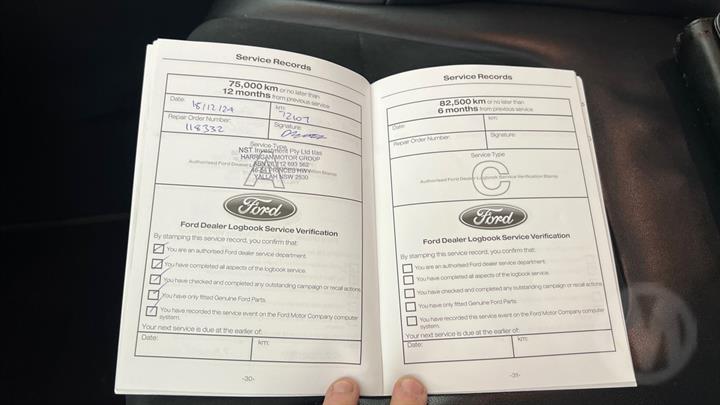 Service Records
75,000 km or no later than
12 months from previous service
Date: 18/12/24 km: 72607
Repair Order Number: 118332 Signature:
Service Type
A
NST Investment Pty Ltd t/as
HARRIGAN MOTOR GROUP
PRINCES HWY
YALLAH NSW 2530
Ford
Ford Dealer Logbook Service Verification
By stamping this service record, you confirm that:
You are an authorised Ford dealer service department.
You have completed all aspects of the logbook service.
You have checked and completed any outstanding campaign or recall actions.
You have only fitted Genuine Ford Parts.
You have recorded this service event on the Ford Motor Company computer
system.
Your next service is due at the earlier of:
Date: km:
-30-
Service Records
82,500 km or no later than
6 months from previous service
Date: km:
Repair Order Number: Signature:
Service Type
C
Authorised Ford Dealer Logbook Service Verification Stamp
Ford
Ford Dealer Logbook Service Verification
By stamping this service record, you confirm that:
You are an authorised Ford dealer service department.
You have completed all aspects of the logbook service.
You have checked and completed any outstanding campaign or recall actions
You have only fitted Genuine Ford Parts.
You have recorded this service event on the Ford Motor Company computer
system.
Your next service is due at the earlier of:
Date: km:
-31-